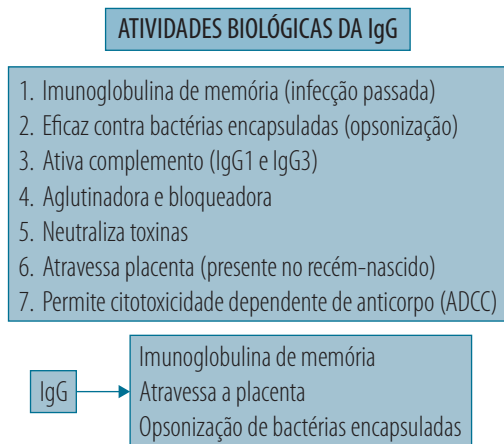 ATIVIDADES BIOLÓGICAS DA IgG
1. Imunoglobulina de memória (infecção passada)
2. Eficaz contra bactérias encapsuladas (opsonização)
3. Ativa complemento (IgG1 e IgG3)
4. Aglutinadora e bloqueadora
5. Neutraliza toxinas
6. Atravessa placenta (presente no recém-nascido)
7. Permite citotoxicidade dependente de anticorpo (ADCC)
IgG
Imunoglobulina de memória
Atravessa a placenta
Opsonização de bactérias encapsuladas